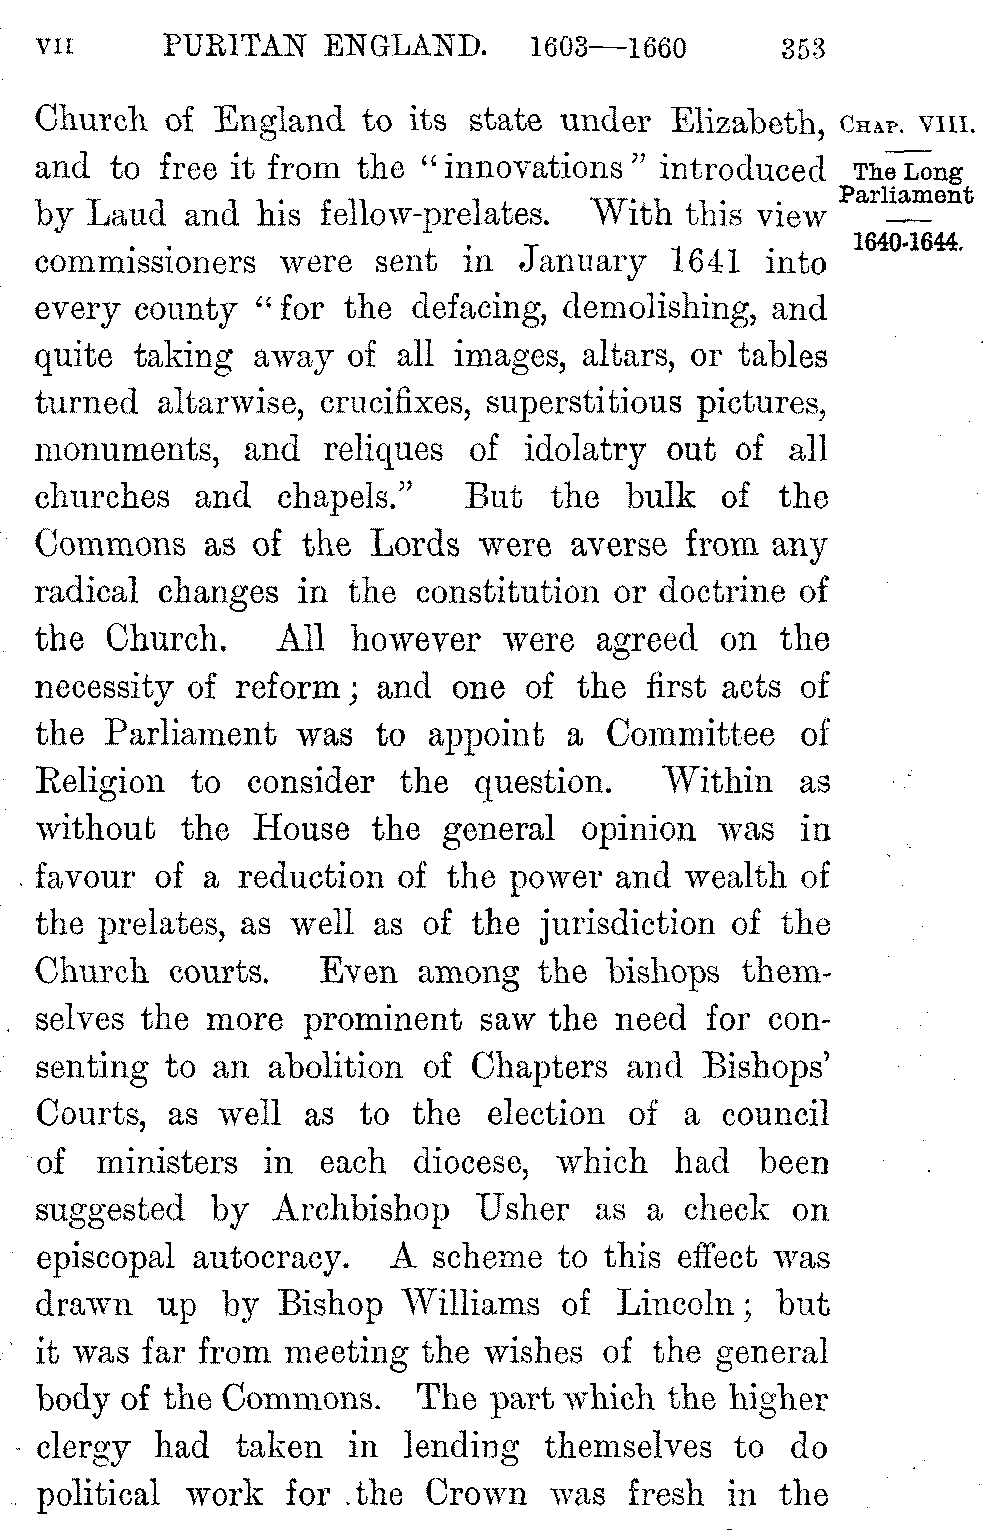 VII PURITAN ENGLAND. 1603—1660 353
Church of England to its state under Elizabeth,
and to free it from the "innovations" introduced
by Laud and his fellow-prelates. With this view
commissioners were sent in January 1641 into
every county "for the defacing, demolishing, and
quite taking away of all images, altars, or tables
turned altarwise, crucifixes, superstitious pictures,
monuments, and reliques of idolatry out of all
churches and chapels." But the bulk of the
Commons as of the Lords were averse from any
radical changes in the constitution or doctrine of
the Church. All however were agreed on the
necessity of reform; and one of the first acts of
the Parliament was to appoint a Committee of
Religion to consider the question. Within as
without the House the general opinion was in
favour of a reduction of the power and wealth of
the prelates, as well as of the jurisdiction of the
Church courts. Even among the bishops them-
selves the more prominent saw the need for con-
senting to an abolition of Chapters and Bishops'
Courts, as well as to the election of a council
of ministers in each diocese, which had been
suggested by Archbishop Usher as a check on
episcopal autocracy. A scheme to this effect was
drawn up by Bishop Williams of Lincoln; but
it was far from meeting the wishes of the general
body of the Commons. The part which the higher
clergy had taken in lending themselves to do
political work for the Crown was fresh in the
CHAP. VIII.
The Long
Parliament
1640-1644.